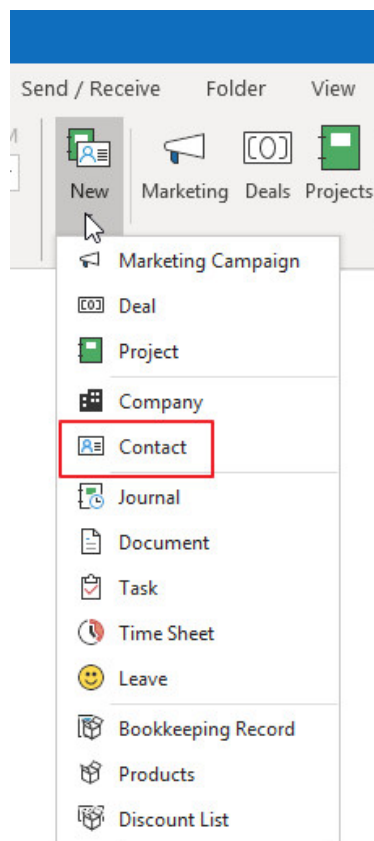 Send / Receive Folder View
M
New Marketing Deals Projects
Marketing Campaign
Deal
Project
Company
Contact
Journal
Document
Task
Time Sheet
Leave
Bookkeeping Record
Products
Discount List